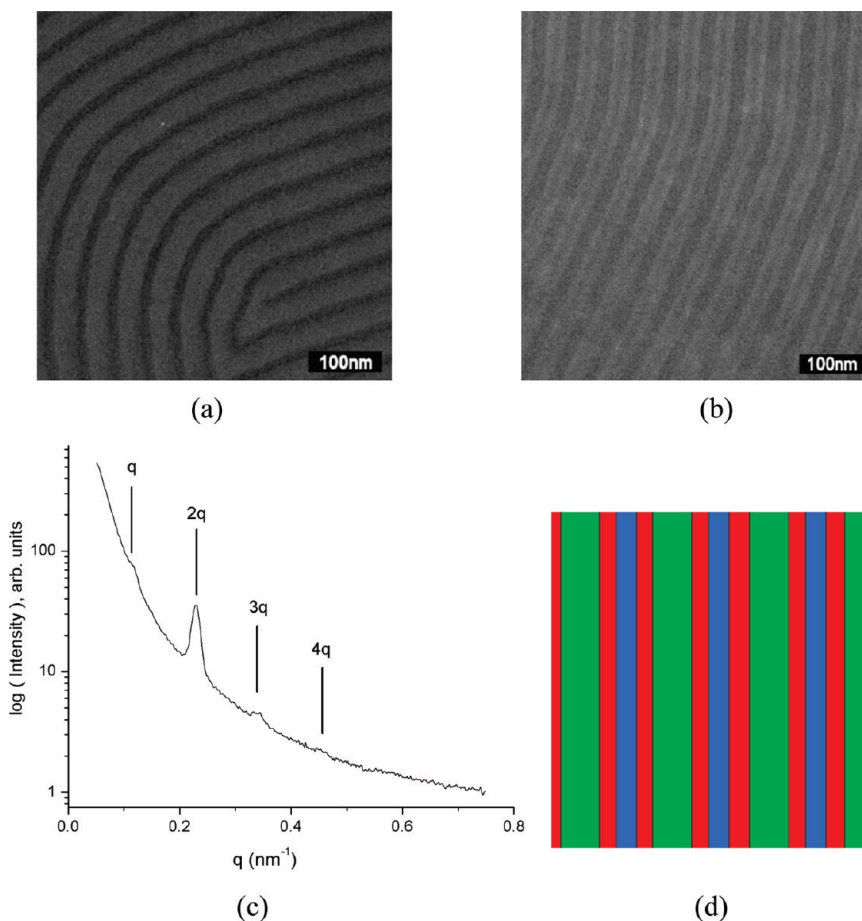 100nm
100nm
(a)
(b)
q
2q
3q
4q
100
10
1
log ( Intensity ), arb. units
0.0
0.2
0.4
0.6
0.8
q (nm⁻¹)
(c)
(d)